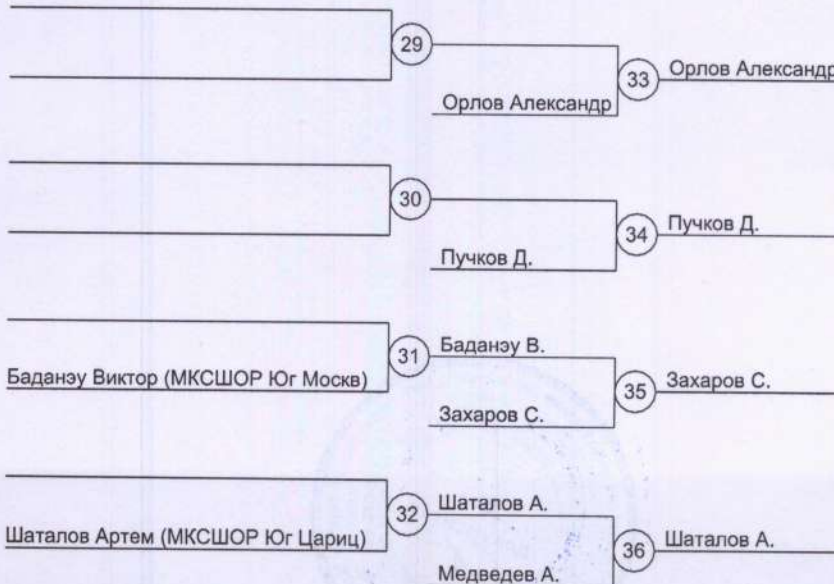 29
33
Орлов Александр
Орлов Александр
30
34
Пучков Д.
Пучков Д.
31
Баданэу В.
Баданэу Виктор (МКСШОР Юг Москв)
35
Захаров С.
Захаров С.
32
Шаталов А.
Шаталов Артем (МКСШОР Юг Цариц)
36
Шаталов А.
Медведев А.